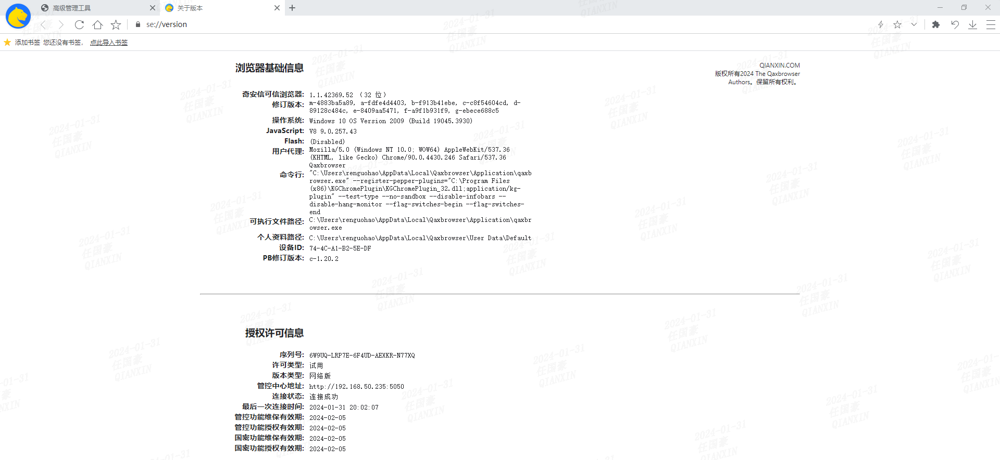 高级管理工具
关于版本
se://version
添加书签 您还没有书签， 点此导入书签
浏览器基础信息
QIANXIN.COM
版权所有2024 The Qaxbrowser
Authors。保留所有权利。
奇安信可信浏览器: 1.1.42369.52 （32 位）
修订版本: m-4883ba5a89, a-fdfe4d4403, b-f913b41ebe, c-c8f54604cd, d-
89128c484c, e-8409aa5471, f-a9f1b931f9, g-ebece688c5
操作系统: Windows 10 OS Version 2009 (Build 19045.3930)
JavaScript: V8 9.0.257.43
Flash: (Disabled)
用户代理: Mozilla/5.0 (Windows NT 10.0; WOW64) AppleWebKit/537.36
(KHTML, like Gecko) Chrome/90.0.4430.246 Safari/537.36
Qaxbrowser
命令行: "C:\Users\renguohao\AppData\Local\Qaxbrowser\Application\qaxb
rowser.exe" --register-pepper-plugins="C:\Program Files
(x86)\KGChromePlugin\KGChromePlugin_32.dll;application/kg-
plugin" --test-type --no-sandbox --disable-infobars --
disable-hang-monitor --flag-switches-begin --flag-switches-
end
可执行文件路径: C:\Users\renguohao\AppData\Local\Qaxbrowser\Application\qaxb
rowser.exe
个人资料路径: C:\Users\renguohao\AppData\Local\Qaxbrowser\User Data\Default
设备ID: 74-4C-A1-B2-5E-DF
PB修订版本: c-1.20.2
授权许可信息
序列号: 6W9UQ-LRP7E-6F4UD-AEXKR-N77XQ
许可类型: 试用
版本类型: 网络版
管控中心地址: http://192.168.50.235:5050
连接状态: 连接成功
最后一次连接时间: 2024-01-31 20:02:07
管控功能维保有效期: 2024-02-05
管控功能授权有效期: 2024-02-05
国密功能维保有效期: 2024-02-05
国密功能授权有效期: 2024-02-05
2024-01-31
任国豪
QIANXIN